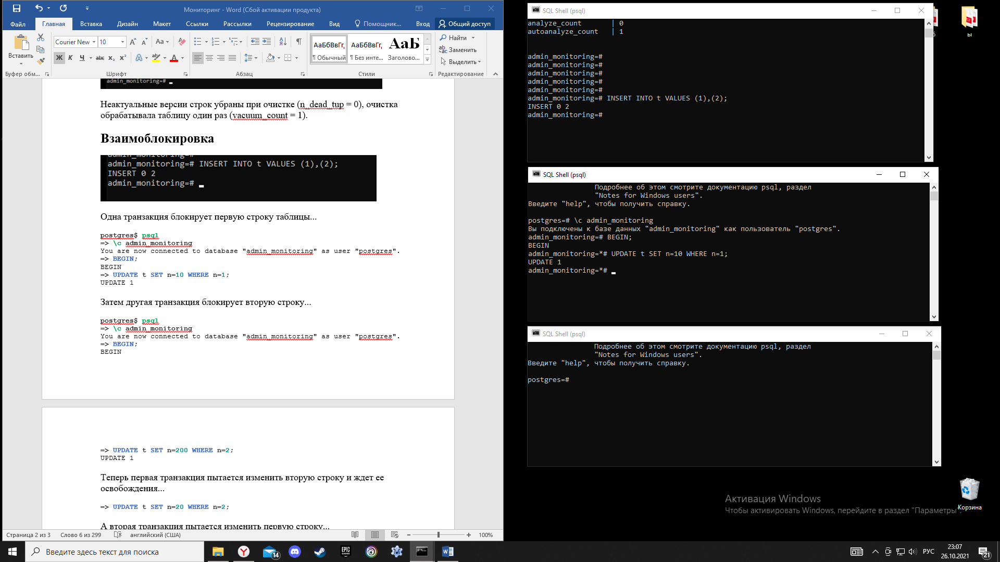 Мониторинг - Word (Сбой активации продукта)
Файл
Главная
Вставка
Дизайн
Макет
Ссылки
Рассылки
Рецензирование
Вид
Помощник...
Вход
Общий доступ
Вставить
Буфер обм...
Courier New
10
Aa
Ж К Ч abc x₂ x²
Шрифт
Абзац
АаБбВвГг,
¶ Обычный
АаБбВвГг,
¶ Без инте...
АаБ
Заголово...
Стили
Найти
Заменить
Выделить
Редактирование
admin_monitoring=#
Неактуальные версии строк убраны при очистке (n_dead_tup = 0), очистка
обрабатывала таблицу один раз (vacuum_count = 1).
Взаимоблокировка
admin_monitoring=#
admin_monitoring=# INSERT INTO t VALUES (1),(2);
INSERT 0 2
admin_monitoring=#
Одна транзакция блокирует первую строку таблицы...
postgres$ psql
=> \c admin_monitoring
You are now connected to database "admin_monitoring" as user "postgres".
=> BEGIN;
BEGIN
=> UPDATE t SET n=10 WHERE n=1;
UPDATE 1
Затем другая транзакция блокирует вторую строку...
postgres$ psql
=> \c admin_monitoring
You are now connected to database "admin_monitoring" as user "postgres".
=> BEGIN;
BEGIN
=> UPDATE t SET n=200 WHERE n=2;
UPDATE 1
Теперь первая транзакция пытается изменить вторую строку и ждет ее
освобождения...
=> UPDATE t SET n=20 WHERE n=2;
А вторая транзакция пытается изменить первую строку...
Страница 2 из 3
Слово 6 из 299
английский (США)
100%
SQL Shell (psql)
analyze_count | 0
autoanalyze_count | 1
admin_monitoring=#
admin_monitoring=#
admin_monitoring=#
admin_monitoring=#
admin_monitoring=#
admin_monitoring=# INSERT INTO t VALUES (1),(2);
INSERT 0 2
admin_monitoring=#
SQL Shell (psql)
Подробнее об этом смотрите документацию psql, раздел
"Notes for Windows users".
Введите "help", чтобы получить справку.
postgres=# \c admin_monitoring
Вы подключены к базе данных "admin_monitoring" как пользователь "postgres".
admin_monitoring=# BEGIN;
BEGIN
admin_monitoring=*# UPDATE t SET n=10 WHERE n=1;
UPDATE 1
admin_monitoring=*#
SQL Shell (psql)
Подробнее об этом смотрите документацию psql, раздел
"Notes for Windows users".
Введите "help", чтобы получить справку.
postgres=#
ы
Корзина
Активация Windows
Чтобы активировать Windows, перейдите в раздел "Параметры".
Введите здесь текст для поиска
14
EPIC
GAMES
РУС
23:07
26.10.2021
21